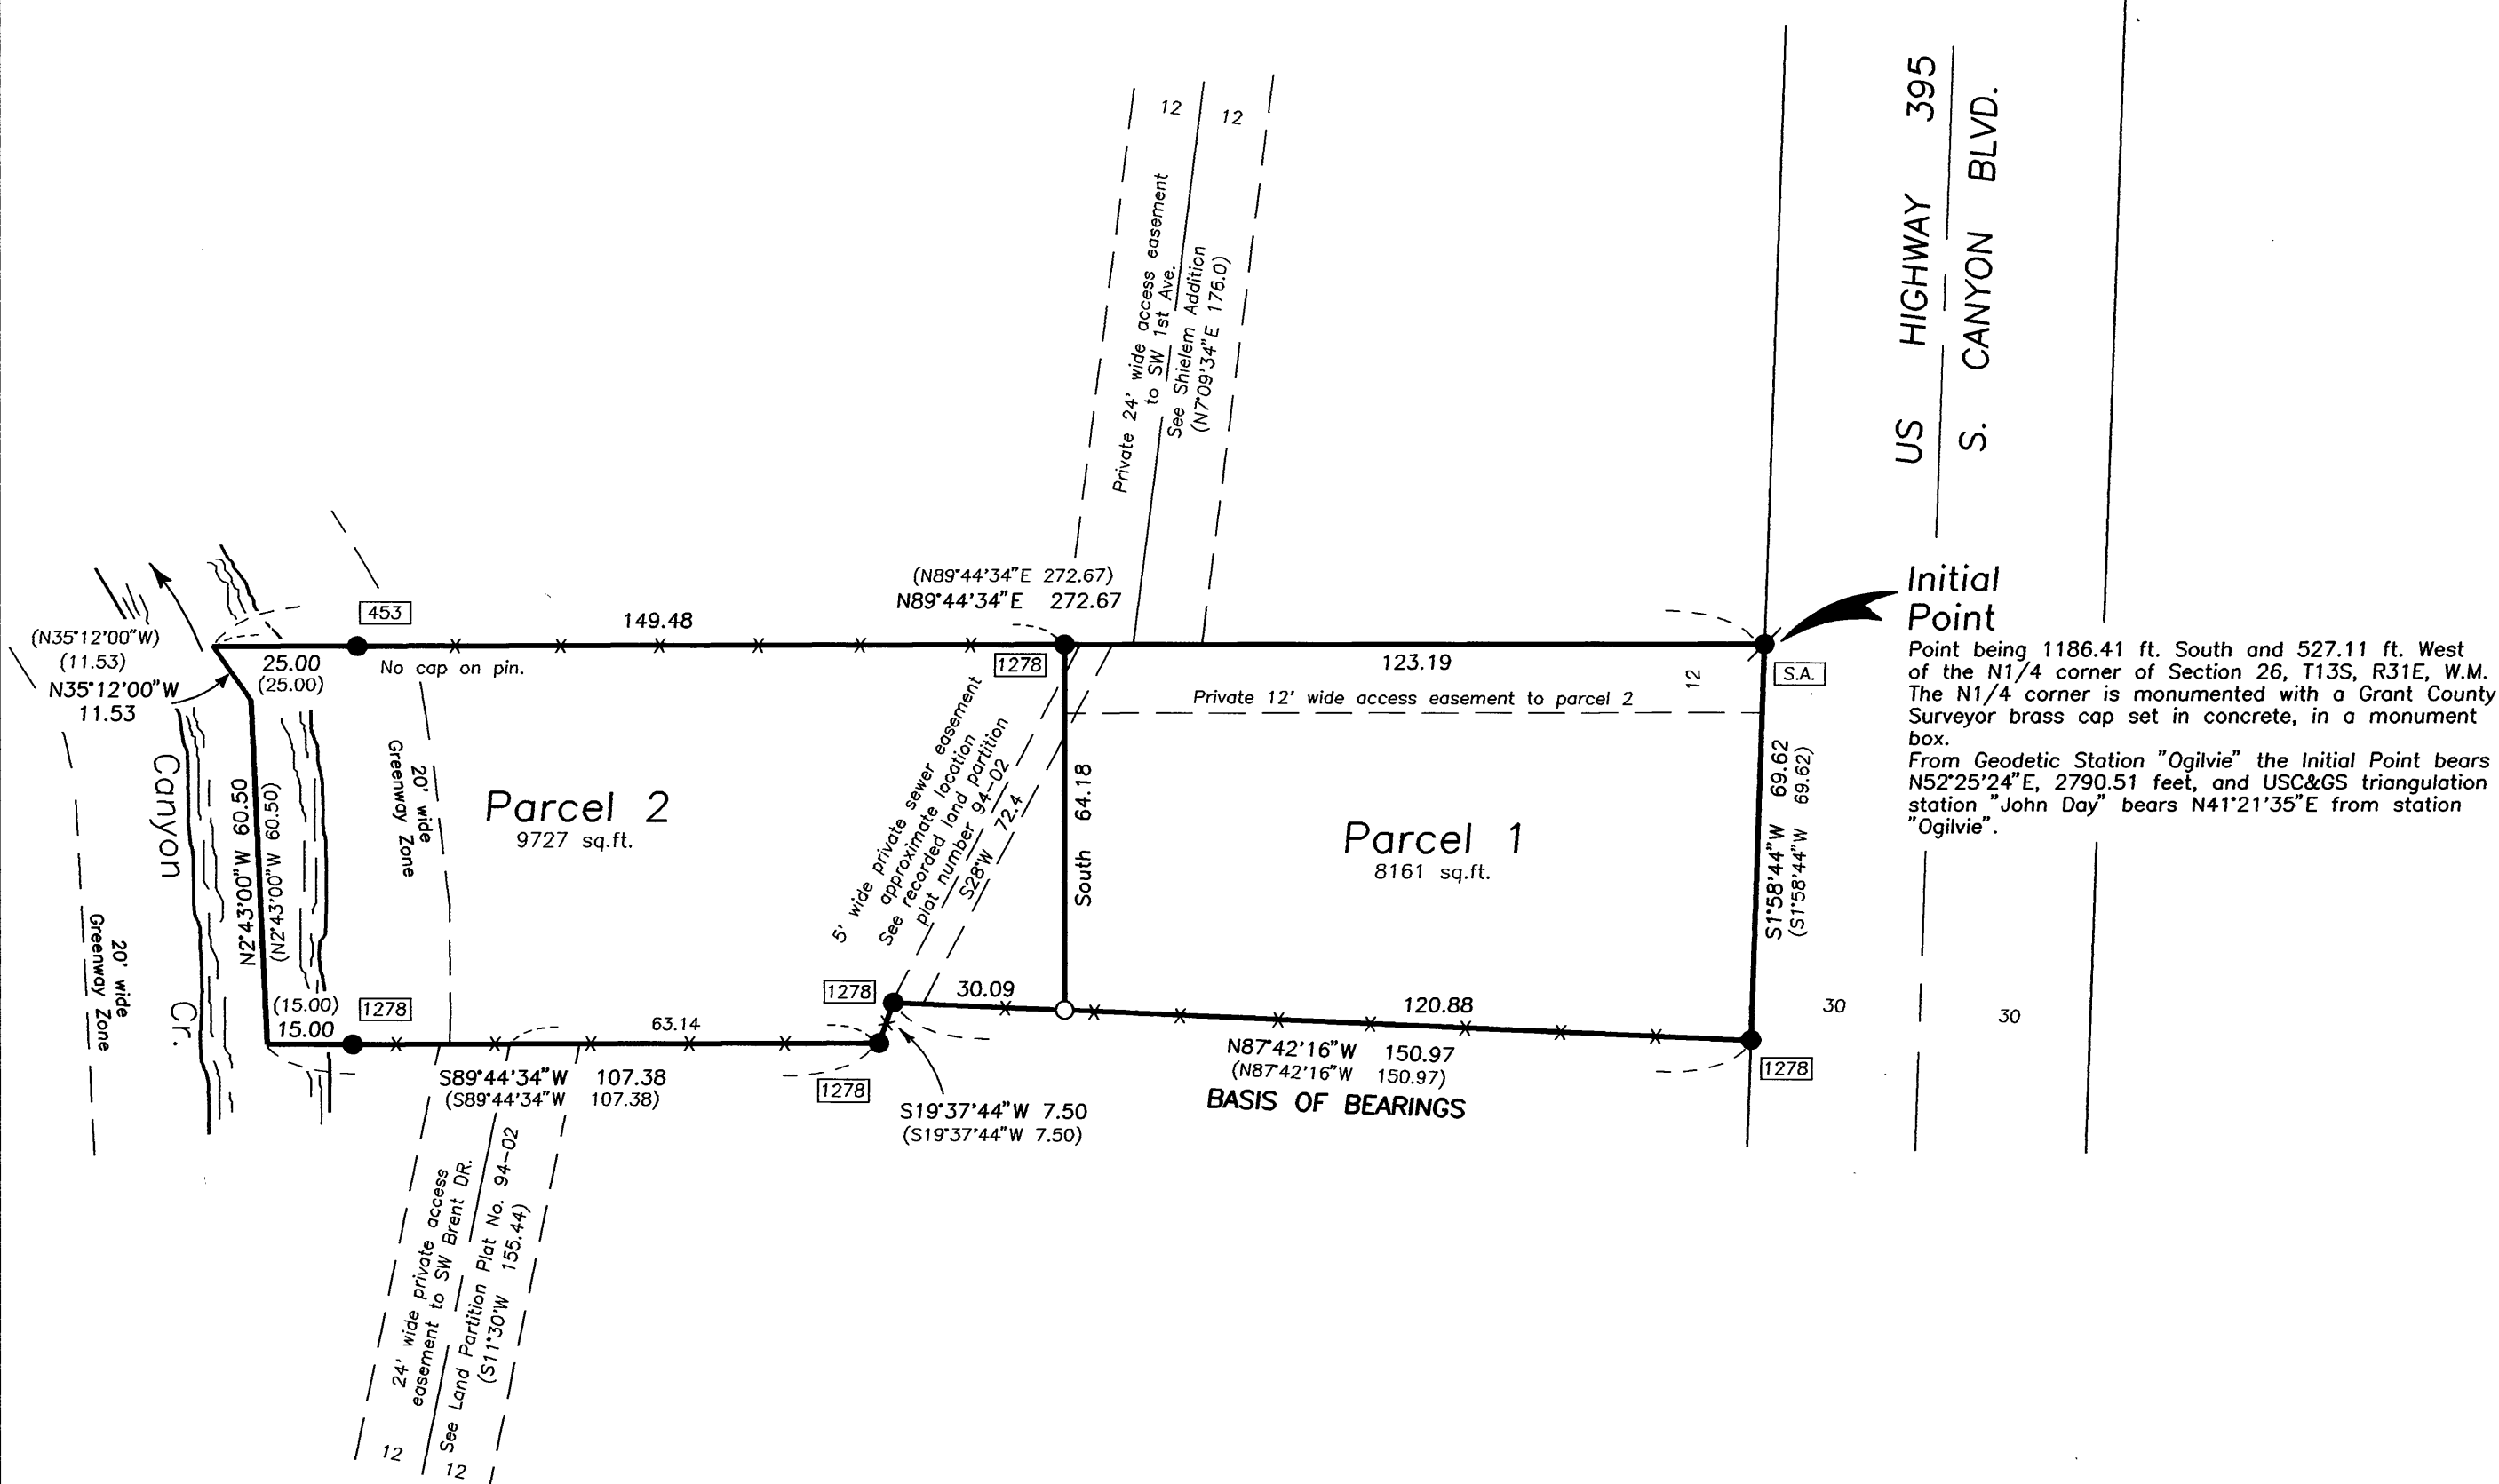 12
12
Private 24' wide access easement
to SW 1st Ave.
See Shielem Addition
(N7°09'34"E 176.0)
US HIGHWAY 395
S. CANYON BLVD.
(N89°44'34"E 272.67)
N89°44'34"E 272.67
453
149.48
(N35°12'00"W)
(11.53)
N35°12'00"W
11.53
25.00
(25.00)
No cap on pin.
1278
123.19
12
S.A.
Private 12' wide access easement to parcel 2
Initial
Point
Point being 1186.41 ft. South and 527.11 ft. West
of the N1/4 corner of Section 26, T13S, R31E, W.M.
The N1/4 corner is monumented with a Grant County
Surveyor brass cap set in concrete, in a monument
box.
From Geodetic Station "Ogilvie" the Initial Point bears
N52°25'24"E, 2790.51 feet, and USC&GS triangulation
station "John Day" bears N41°21'35"E from station
"Ogilvie".
Canyon
Cr.
20' wide
Greenway Zone
N2°43'00"W 60.50
(N2°43'00"W 60.50)
20' wide
Greenway Zone
Parcel 2
9727 sq.ft.
5' wide private sewer easement
approximate location
See recorded land partition
plat number 94-02
S28°W 72.4
South 64.18
Parcel 1
8161 sq.ft.
S1°58'44"W 69.62
(S1°58'44"W 69.62)
30
30
(15.00)
15.00
1278
63.14
1278
30.09
120.88
N87°42'16"W 150.97
(N87°42'16"W 150.97)
BASIS OF BEARINGS
1278
S89°44'34"W 107.38
(S89°44'34"W 107.38)
1278
S19°37'44"W 7.50
(S19°37'44"W 7.50)
24' wide private access
easement to SW Brent DR.
See Land Partition Plat No. 94-02
(S11°30'W 155.44)
12
12